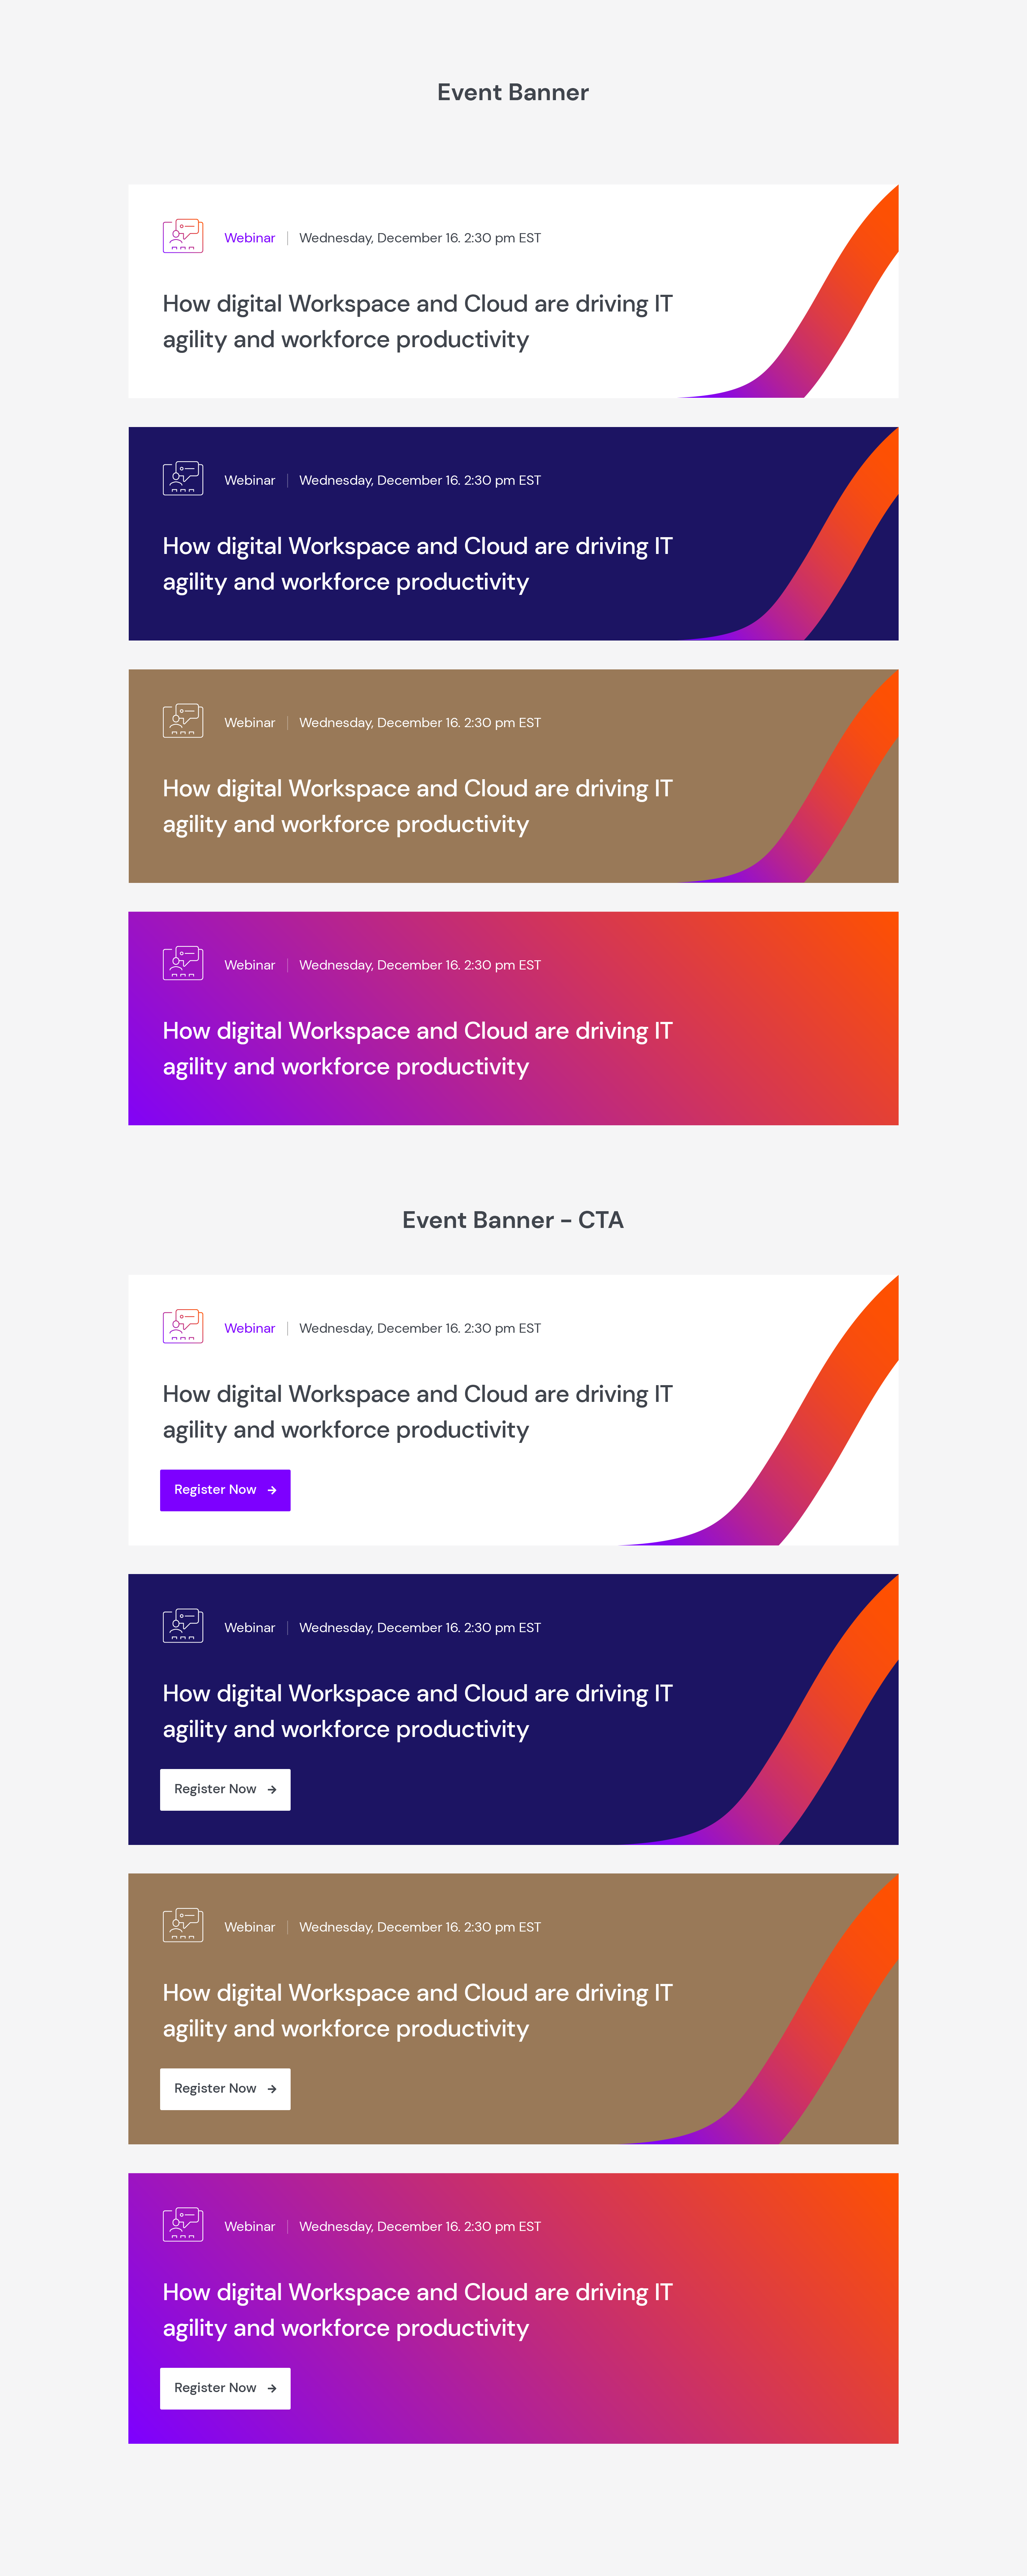 Event Banner
Webinar | Wednesday, December 16. 2:30 pm EST
How digital Workspace and Cloud are driving IT
agility and workforce productivity
Webinar | Wednesday, December 16. 2:30 pm EST
How digital Workspace and Cloud are driving IT
agility and workforce productivity
Webinar | Wednesday, December 16. 2:30 pm EST
How digital Workspace and Cloud are driving IT
agility and workforce productivity
Webinar | Wednesday, December 16. 2:30 pm EST
How digital Workspace and Cloud are driving IT
agility and workforce productivity
Event Banner - CTA
Webinar | Wednesday, December 16. 2:30 pm EST
How digital Workspace and Cloud are driving IT
agility and workforce productivity
Register Now →
Webinar | Wednesday, December 16. 2:30 pm EST
How digital Workspace and Cloud are driving IT
agility and workforce productivity
Register Now →
Webinar | Wednesday, December 16. 2:30 pm EST
How digital Workspace and Cloud are driving IT
agility and workforce productivity
Register Now →
Webinar | Wednesday, December 16. 2:30 pm EST
How digital Workspace and Cloud are driving IT
agility and workforce productivity
Register Now →